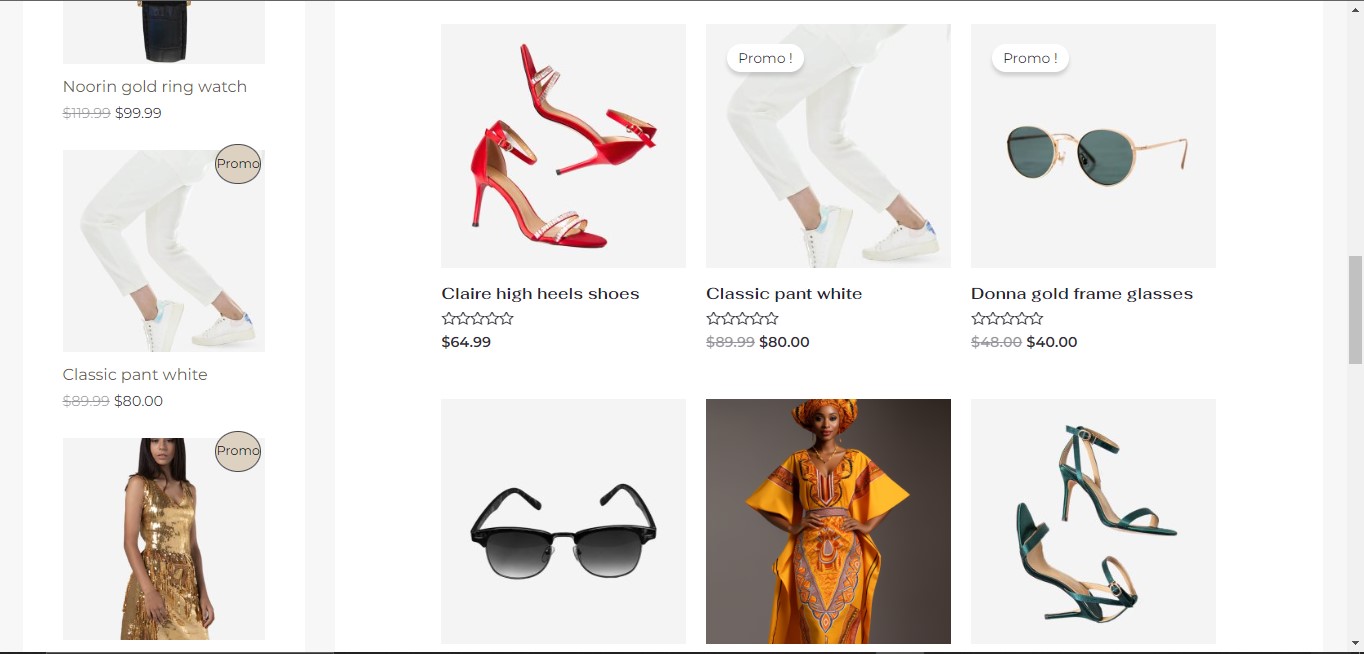 Noorin gold ring watch
$119.99 $99.99
Promo
Classic pant white
$89.99 $80.00
Promo
Claire high heels shoes
$64.99
Promo !
Classic pant white
$89.99 $80.00
Promo !
Donna gold frame glasses
$48.00 $40.00